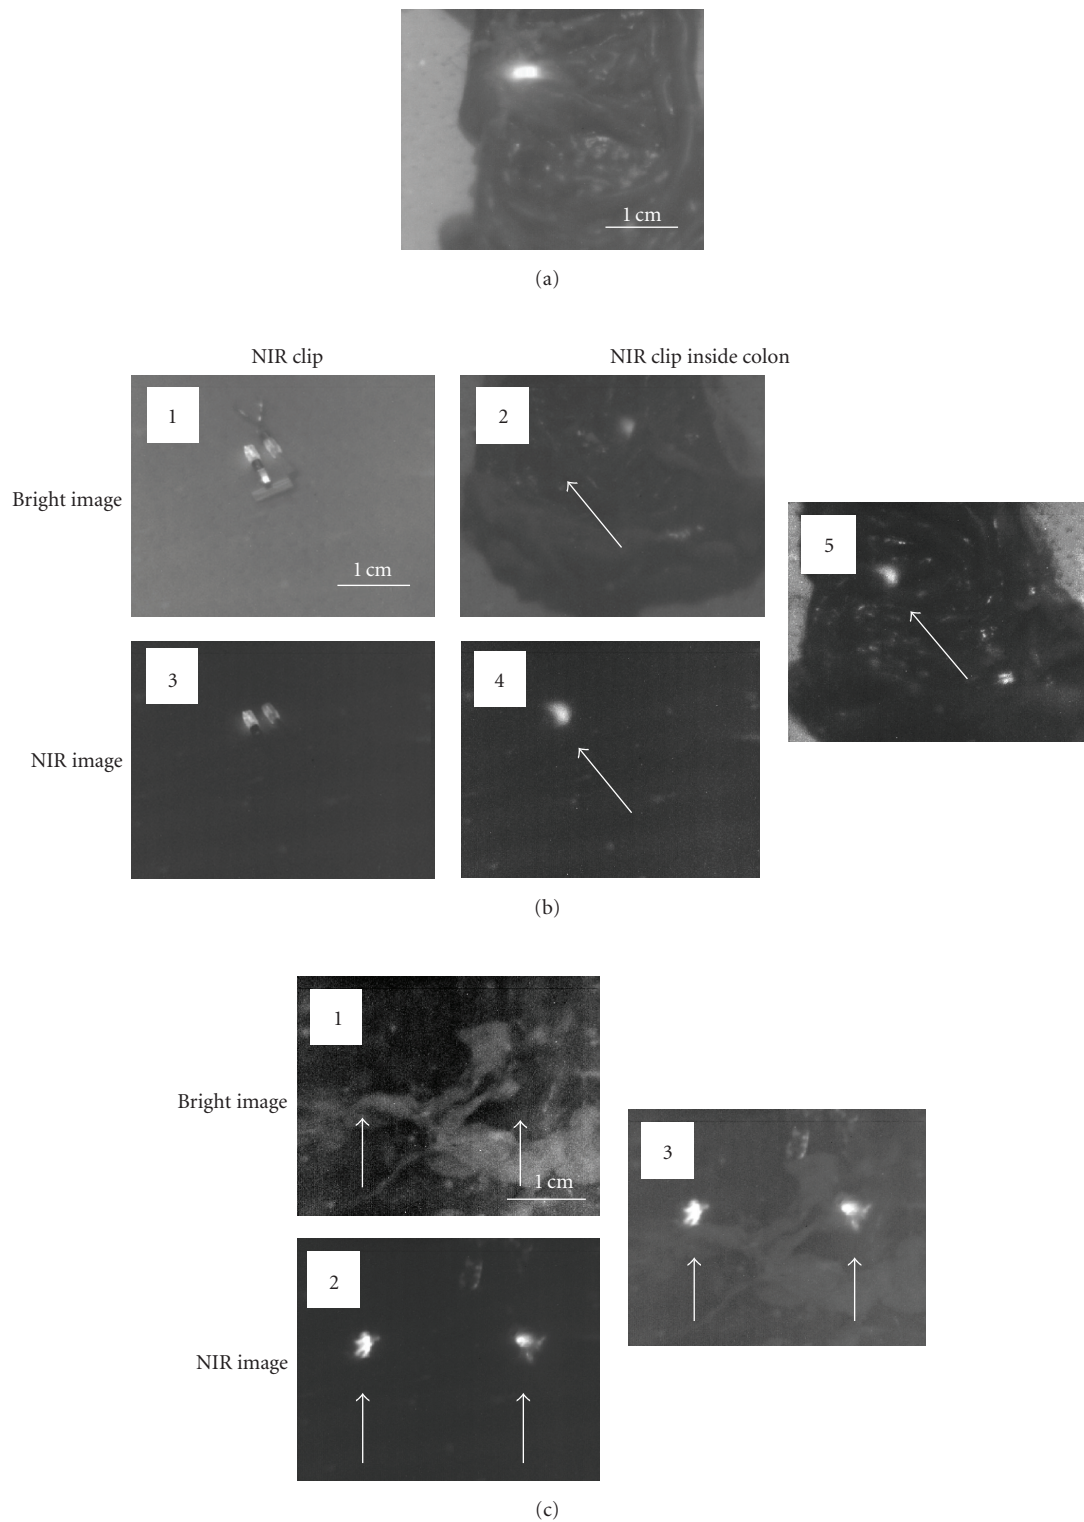 1 cm
(a)
NIR clip
NIR clip inside colon
1
2
Bright image
1 cm
5
3
4
NIR image
(b)
1
Bright image
1 cm
3
2
NIR image
(c)